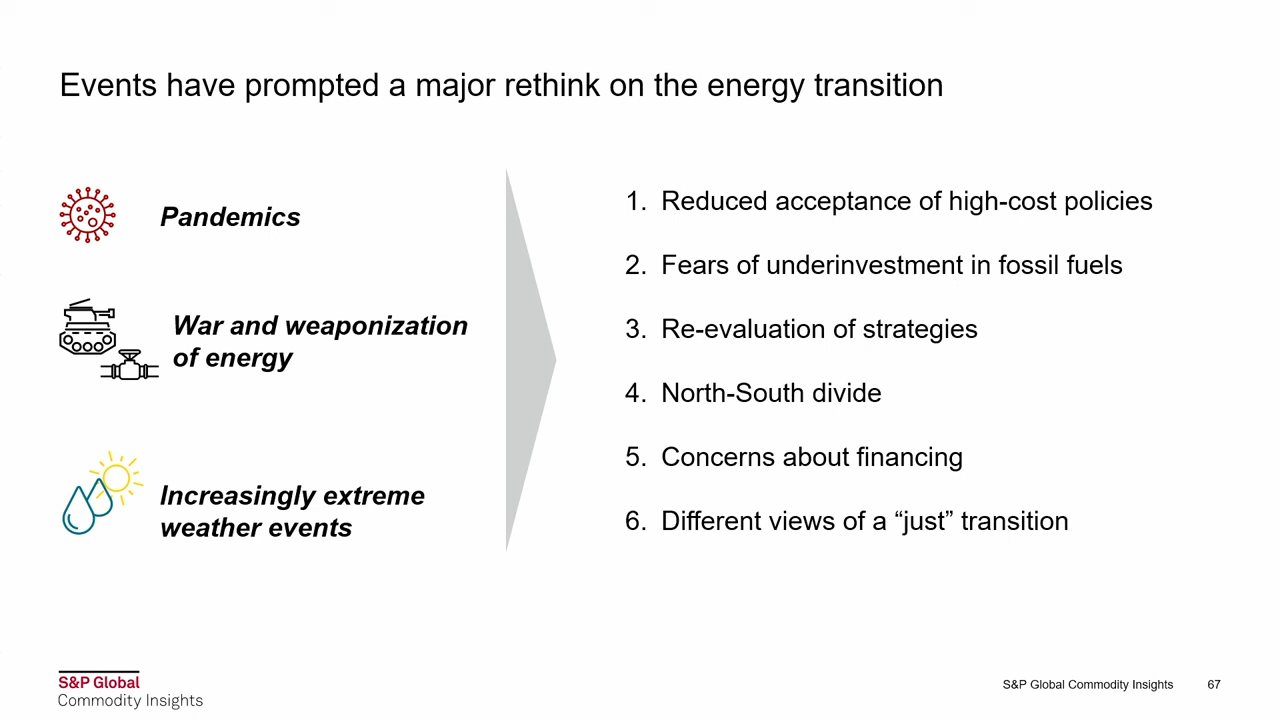 Events have prompted a major rethink on the energy transition
Pandemics
War and weaponization
of energy
Increasingly extreme
weather events
1. Reduced acceptance of high-cost policies
2. Fears of underinvestment in fossil fuels
3. Re-evaluation of strategies
4. North-South divide
5. Concerns about financing
6. Different views of a “just” transition
S&P Global
Commodity Insights
S&P Global Commodity Insights 67